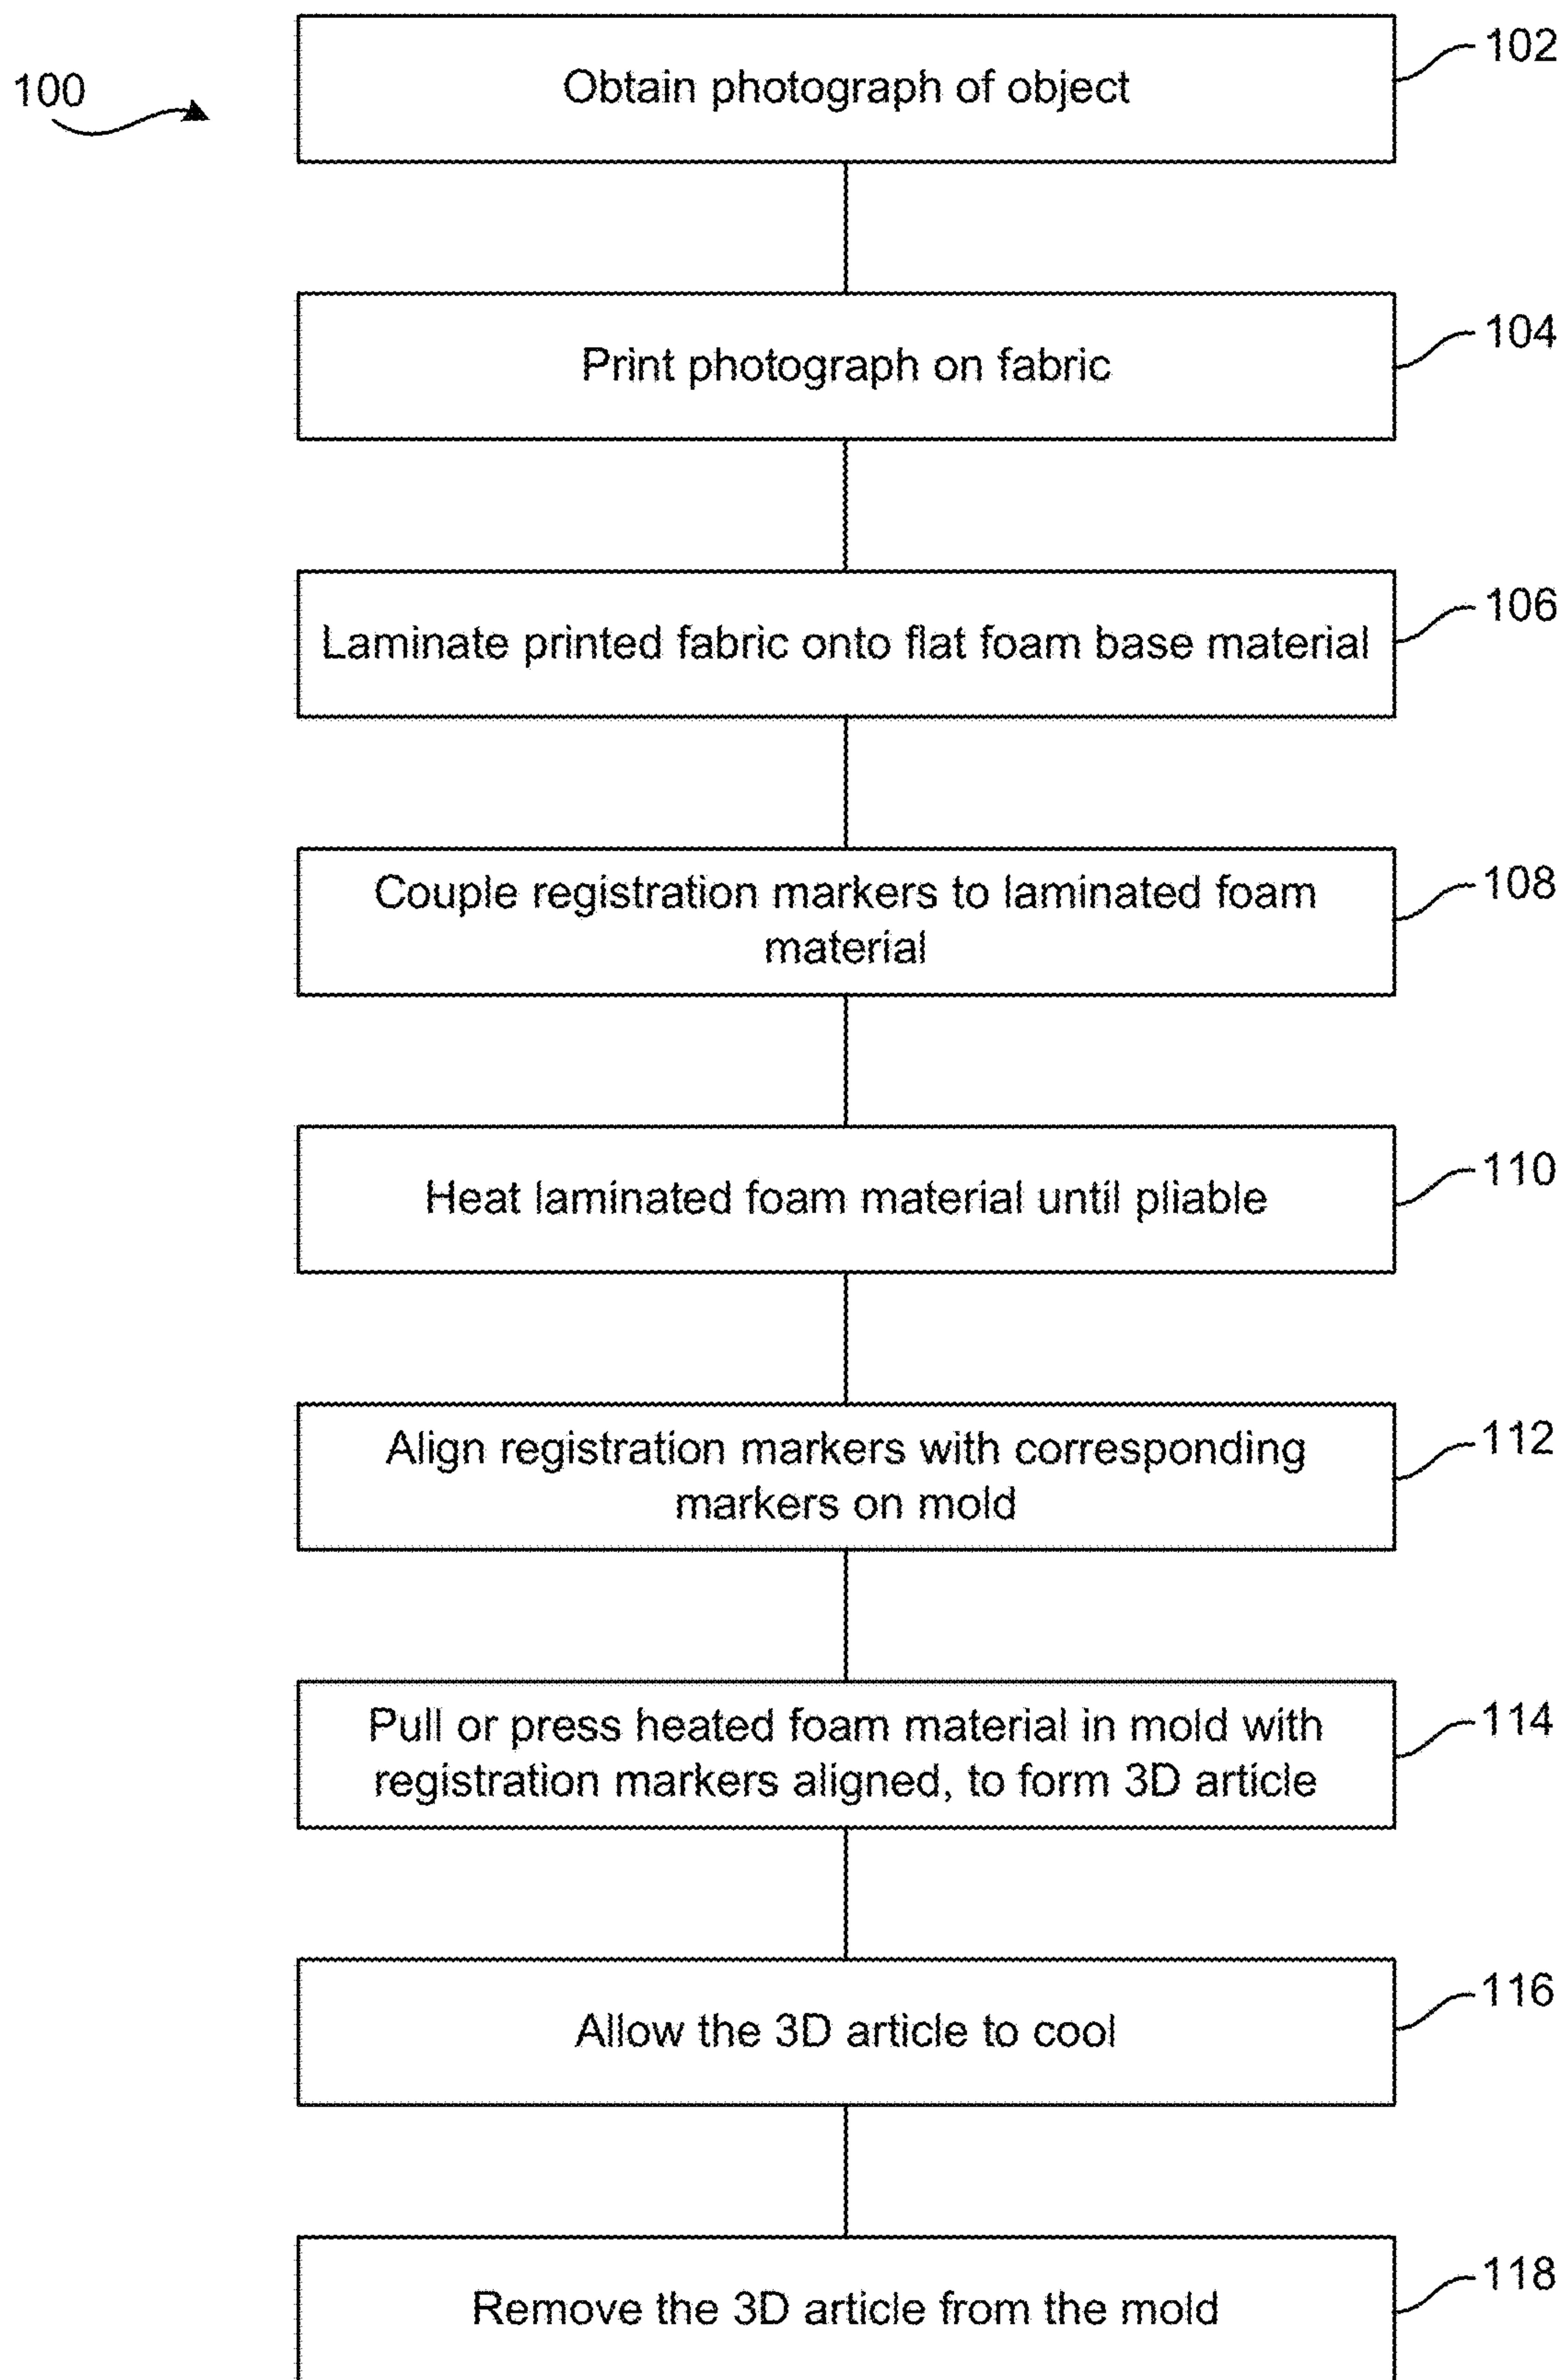 100
Obtain photograph of object
102
Print photograph on fabric
104
Laminate printed fabric onto flat foam base material
106
Couple registration markers to laminated foam
material
108
Heat laminated foam material until pliable
110
Align registration markers with corresponding
markers on mold
112
Pull or press heated foam material in mold with
registration markers aligned, to form 3D article
114
Allow the 3D article to cool
116
Remove the 3D article from the mold
118